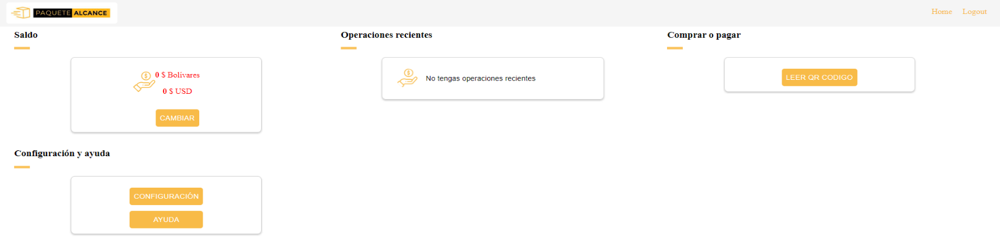 PAQUETE ALCANCE
Home
Logout
Saldo
0 $ Bolívares
0 $ USD
CAMBIAR
Operaciones recientes
No tengas operaciones recientes
Comprar o pagar
LEER QR CODIGO
Configuración y ayuda
CONFIGURACIÓN
AYUDA